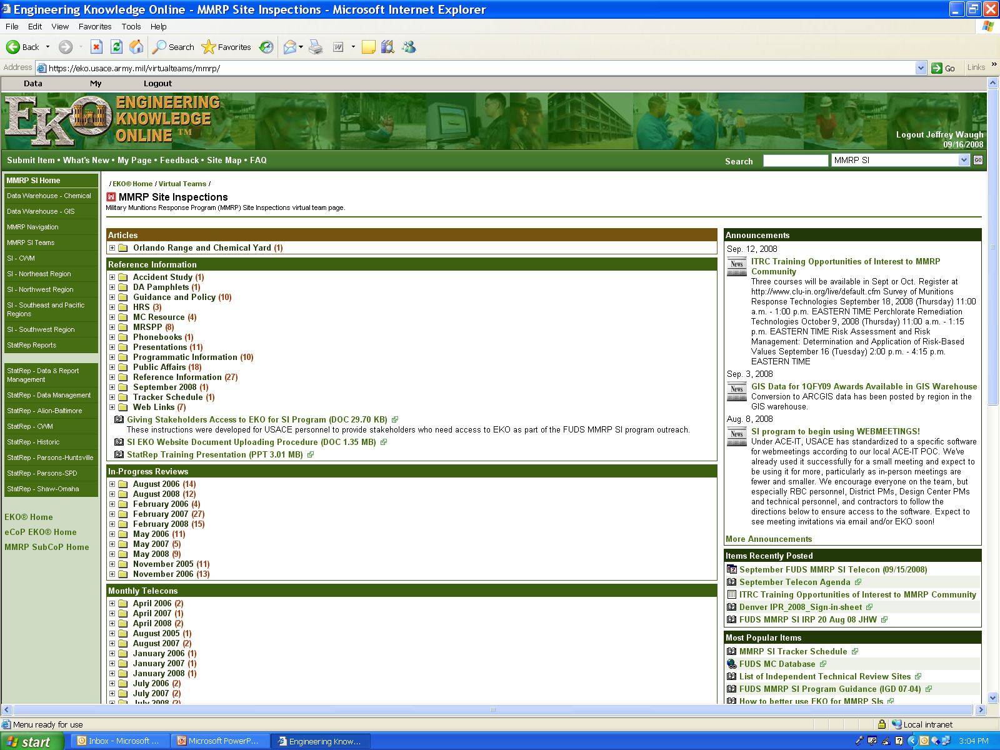 Engineering Knowledge Online - MMRP Site Inspections - Microsoft Internet Explorer
File Edit View Favorites Tools Help
Back Search Favorites
Address https://eko.usace.army.mil/virtualteams/mmrp/ Go Links »
Data My Logout
EKO ENGINEERING
KNOWLEDGE
ONLINE ™
Logout Jeffrey Waugh
09/16/2008
Submit Item • What's New • My Page • Feedback • Site Map • FAQ
Search MMRP SI GO
MMRP SI Home
Data Warehouse - Chemical
Data Warehouse - GIS
MMRP Navigation
MMRP SI Teams
SI - CWM
SI - Northeast Region
SI - Northwest Region
SI - Southeast and Pacific
Regions
SI - Southwest Region
StatRep Reports
StatRep - Data & Report
Management
StatRep - Data Management
StatRep - Alion-Baltimore
StatRep - CWM
StatRep - Historic
StatRep - Parsons-Huntsville
StatRep - Parsons-SPD
StatRep - Shaw-Omaha
EKO® Home
eCoP EKO® Home
MMRP SubCoP Home
/ EKO® Home / Virtual Teams /
MMRP Site Inspections
Military Munitions Response Program (MMRP) Site Inspections virtual team page.
Articles
Orlando Range and Chemical Yard (1)
Reference Information
Accident Study (1)
DA Pamphlets (1)
Guidance and Policy (10)
HRS (3)
MC Resource (4)
MRSPP (8)
Phonebooks (1)
Presentations (11)
Programmatic Information (10)
Public Affairs (18)
Reference Information (27)
September 2008 (1)
Tracker Schedule (1)
Web Links (7)
Giving Stakeholders Access to EKO for SI Program (DOC 29.70 KB)
These instructions were developed for USACE personnel to provide stakeholders who need access to EKO as part of the FUDS MMRP SI program outreach.
SI EKO Website Document Uploading Procedure (DOC 1.35 MB)
StatRep Training Presentation (PPT 3.01 MB)
In-Progress Reviews
August 2006 (14)
August 2008 (12)
February 2006 (4)
February 2007 (27)
February 2008 (15)
May 2006 (11)
May 2007 (5)
May 2008 (9)
November 2005 (11)
November 2006 (13)
Monthly Telecons
April 2006 (2)
April 2007 (1)
April 2008 (2)
August 2005 (1)
August 2007 (2)
January 2006 (1)
January 2007 (1)
January 2008 (1)
July 2006 (2)
July 2007 (2)
July 2008 (2)
Announcements
Sep. 12, 2008
News
ITRC Training Opportunities of Interest to MMRP
Community
Three courses will be available in Sept or Oct. Register at
http://www.clu-in.org/live/default.cfm Survey of Munitions
Response Technologies September 18, 2008 (Thursday) 11:00
a.m. - 1:00 p.m. EASTERN TIME Perchlorate Remediation
Technologies October 9, 2008 (Thursday) 11:00 a.m. - 1:15
p.m. EASTERN TIME Risk Assessment and Risk
Management: Determination and Application of Risk-Based
Values September 16 (Tuesday) 2:00 p.m. - 4:15 p.m.
EASTERN TIME
Sep. 3, 2008
News
GIS Data for 1QFY09 Awards Available in GIS Warehouse
Conversion to ARCGIS data has been posted by region in the
GIS warehouse.
Aug. 8, 2008
News
SI program to begin using WEBMEETINGS!
Under ACE-IT, USACE has standardized to a specific software
for webmeetings according to our local ACE-IT POC. We've
already used it successfully for a small meeting and expect to
be using it for more, particularly as in-person meetings are
fewer and smaller. We encourage everyone on the team, but
especially RBC personnel, District PMs, Design Center PMs
and technical personnel, and contractors to follow the
directions below to ensure access to the software. Expect to
see meeting invitations via email and/or EKO soon!
More Announcements
Items Recently Posted
September FUDS MMRP SI Telecon (09/15/2008)
September Telecon Agenda
ITRC Training Opportunities of Interest to MMRP Community
Denver IPR_2008_Sign-in-sheet
FUDS MMRP SI IRP 20 Aug 08 JHW
Most Popular Items
MMRP SI Tracker Schedule
FUDS MC Database
List of Independent Technical Review Sites
FUDS MMRP SI Program Guidance (IGD 07-04)
How to better use EKO for MMRP SIs
Menu ready for use Local intranet
start Inbox - Microsoft ... Microsoft PowerP... Engineering Know... 3:04 PM